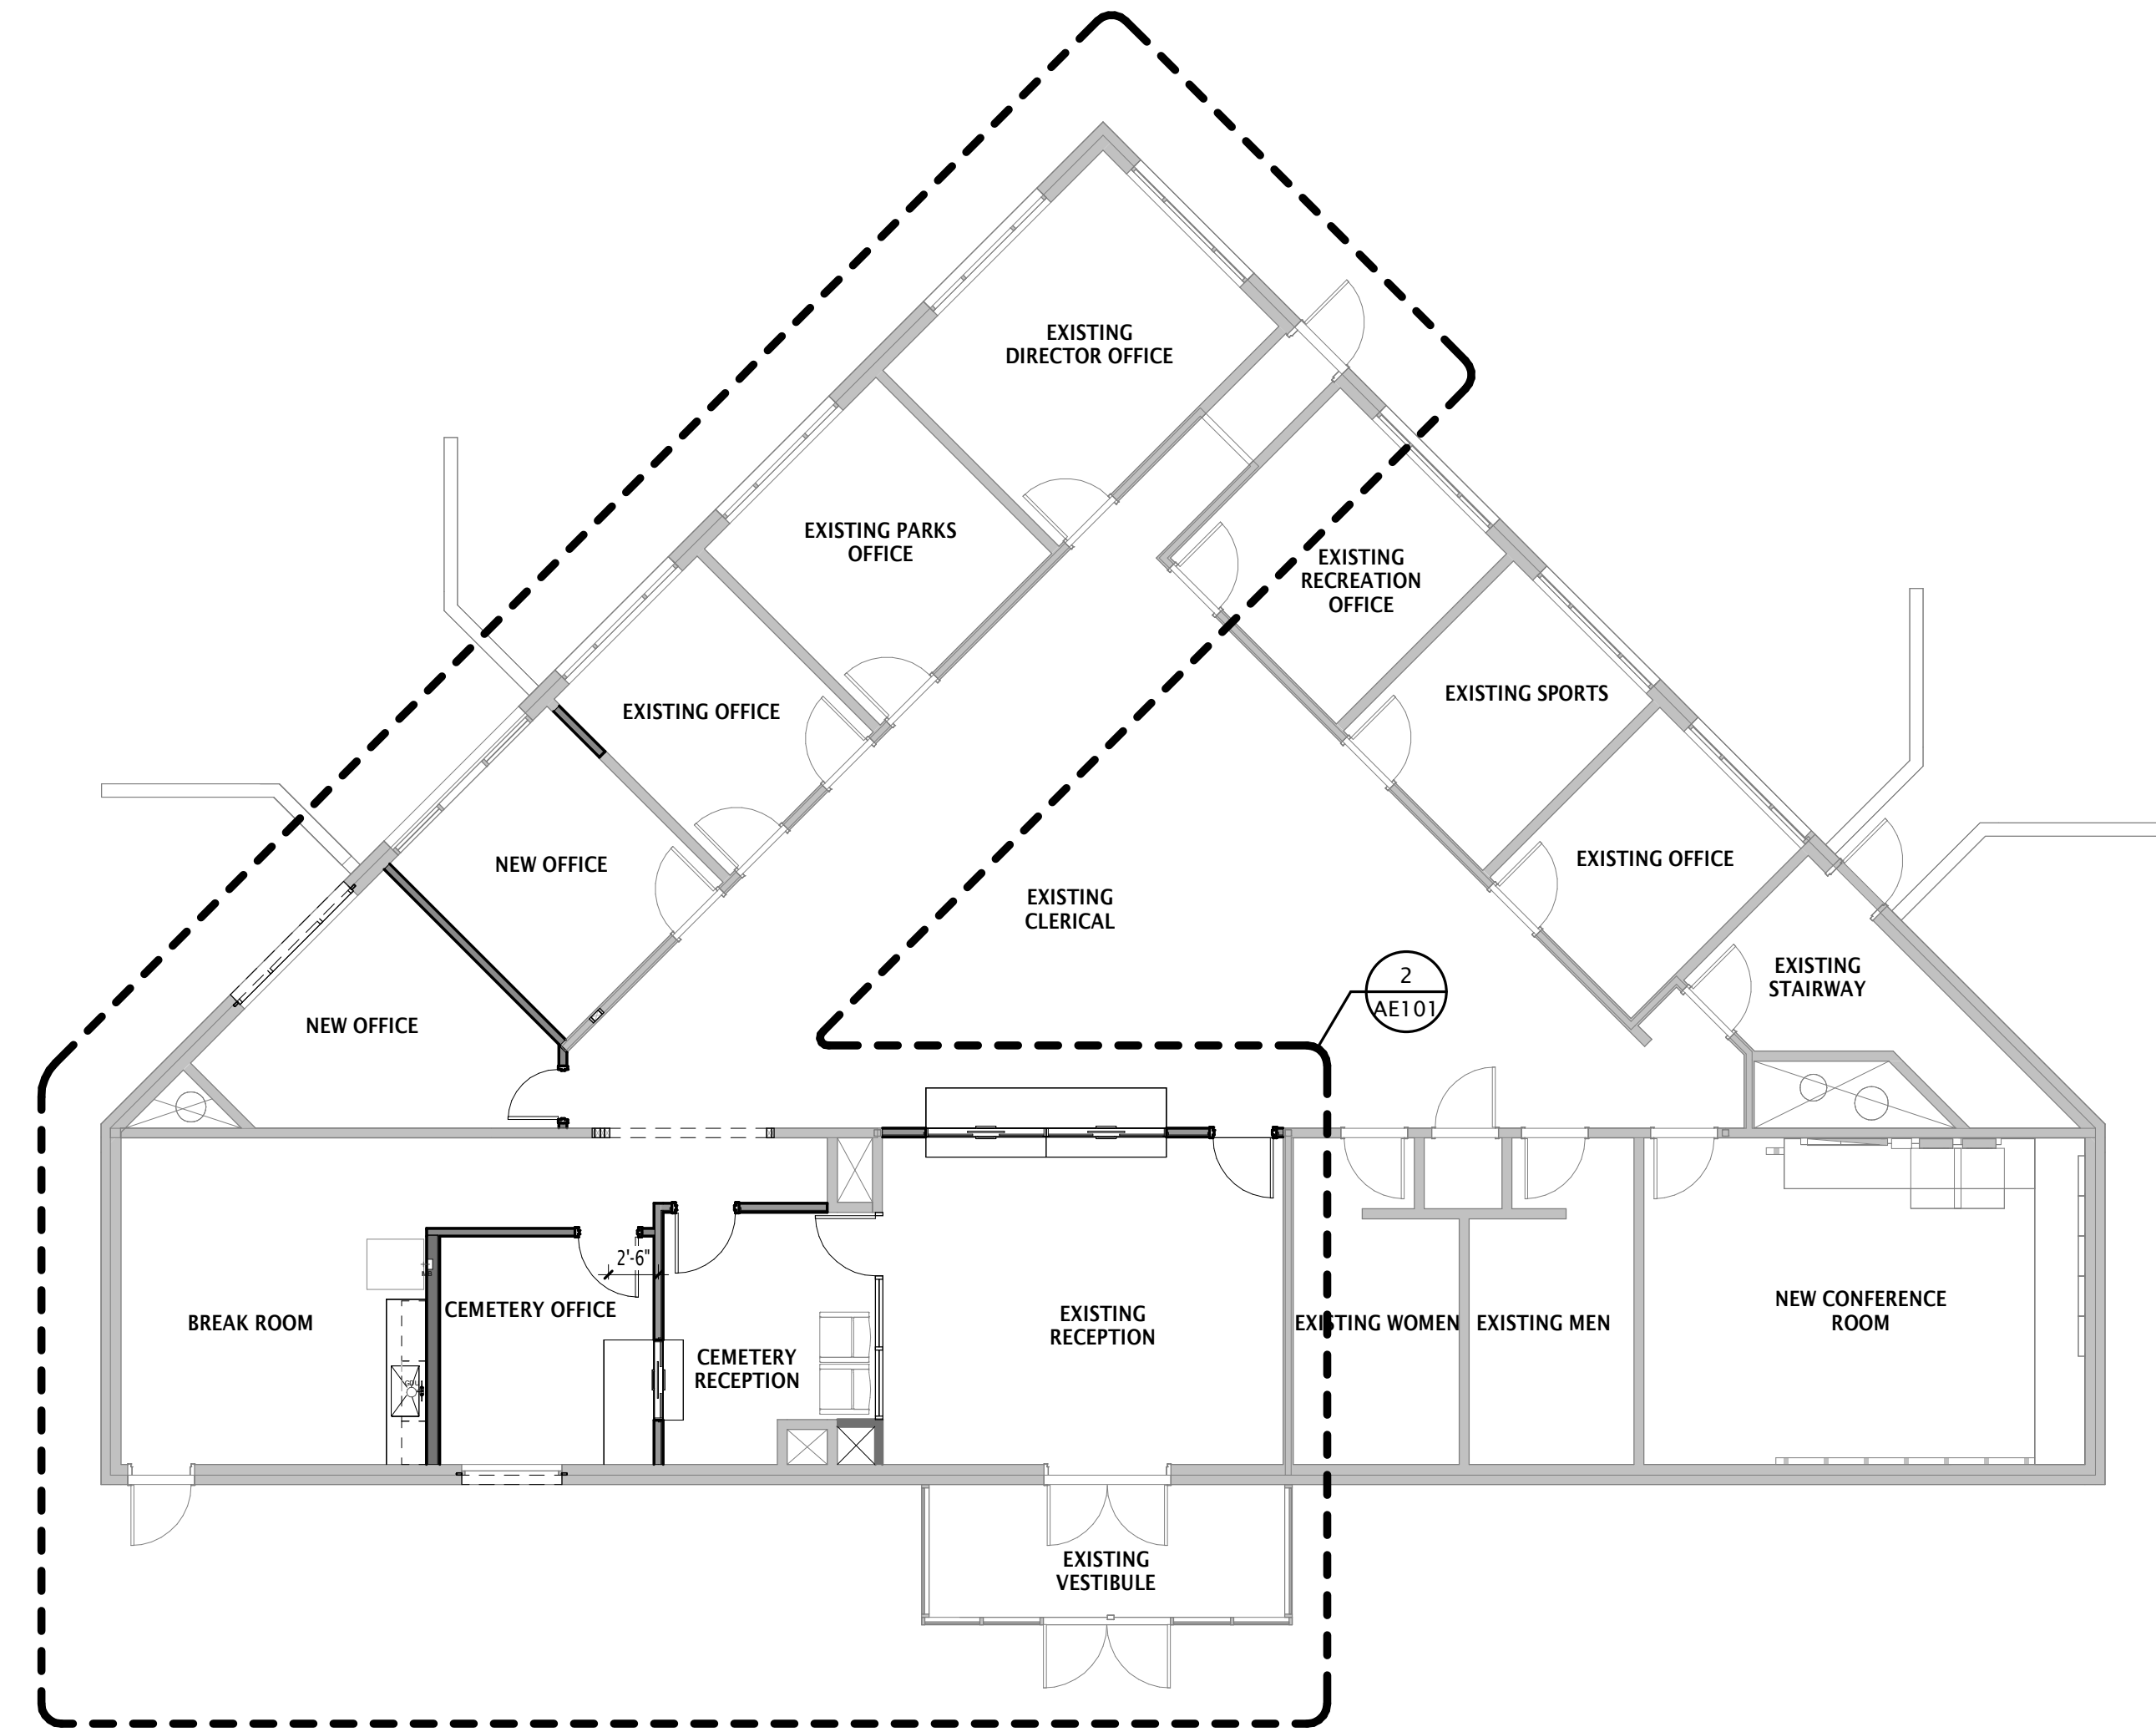 EXISTING
DIRECTOR OFFICE
EXISTING PARKS
OFFICE
EXISTING
RECREATION
OFFICE
EXISTING SPORTS
EXISTING OFFICE
EXISTING OFFICE
NEW OFFICE
EXISTING
CLERICAL
EXISTING
STAIRWAY
2
AE101
NEW OFFICE
2'-6"
BREAK ROOM
CEMETERY OFFICE
CEMETERY
RECEPTION
EXISTING
RECEPTION
EXISTING WOMEN
EXISTING MEN
NEW CONFERENCE
ROOM
EXISTING
VESTIBULE